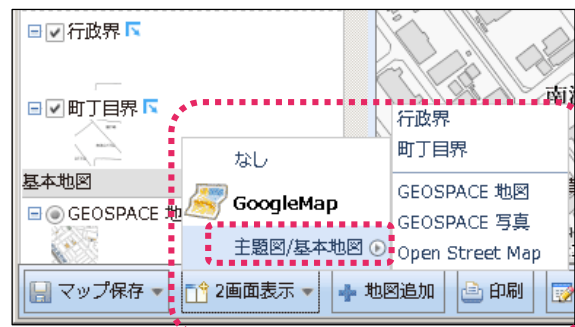 行政界
町丁目界
基本地図
GEOSPACE 地
なし
GoogleMap
主題図/基本地図
行政界
町丁目界
GEOSPACE 地図
GEOSPACE 写真
Open Street Map
南
マップ保存
2画面表示
地図追加
印刷